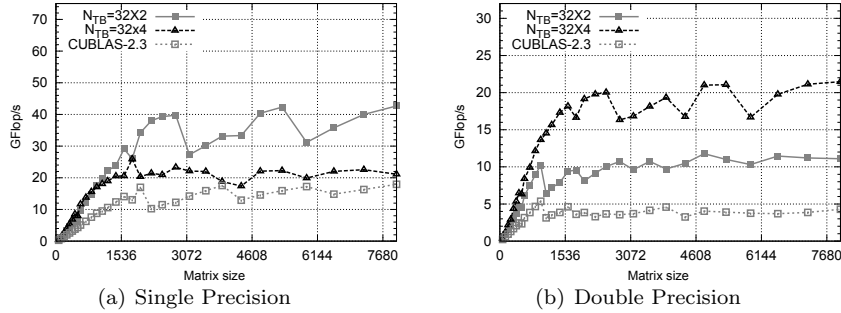 N_TB=32X2
N_TB=32x4
CUBLAS-2.3
70
60
50
40
30
20
10
0
GFlop/s
0 1536 3072 4608 6144 7680
Matrix size
(a) Single Precision
N_TB=32X2
N_TB=32X4
CUBLAS-2.3
30
25
20
15
10
5
0
GFlop/s
0 1536 3072 4608 6144 7680
Matrix size
(b) Double Precision